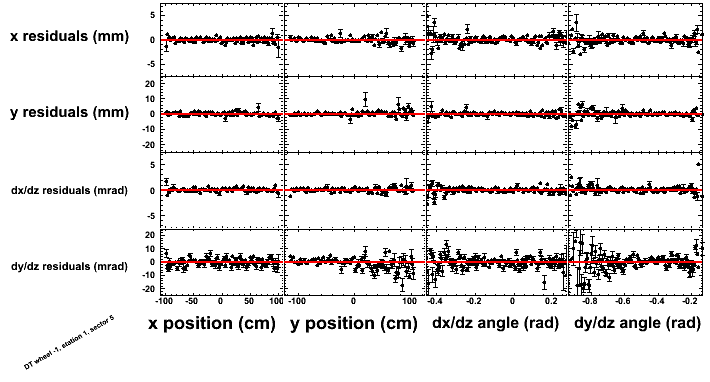 x residuals (mm)
5
0
-5
y residuals (mm)
20
10
0
-10
-20
dx/dz residuals (mrad)
5
0
-5
dy/dz residuals (mrad)
20
10
0
-10
-20
-100 -50 0 50 100
-100 0 100
-0.4 -0.2 0 0.2
-0.8 -0.6 -0.4 -0.2
x position (cm) y position (cm) dx/dz angle (rad) dy/dz angle (rad)
DT wheel -1, station 1, sector 5